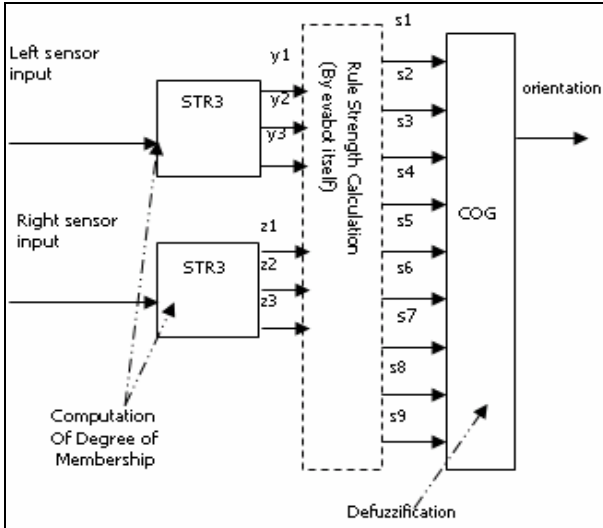 Left sensor
input
STR3
y1
y2
y3
Right sensor
input
STR3
z1
z2
z3
Computation
Of Degree of
Membership
Rule Strength Calculation
(By evabot itself)
s1
s2
s3
s4
s5
s6
s7
s8
s9
COG
orientation
Defuzzification